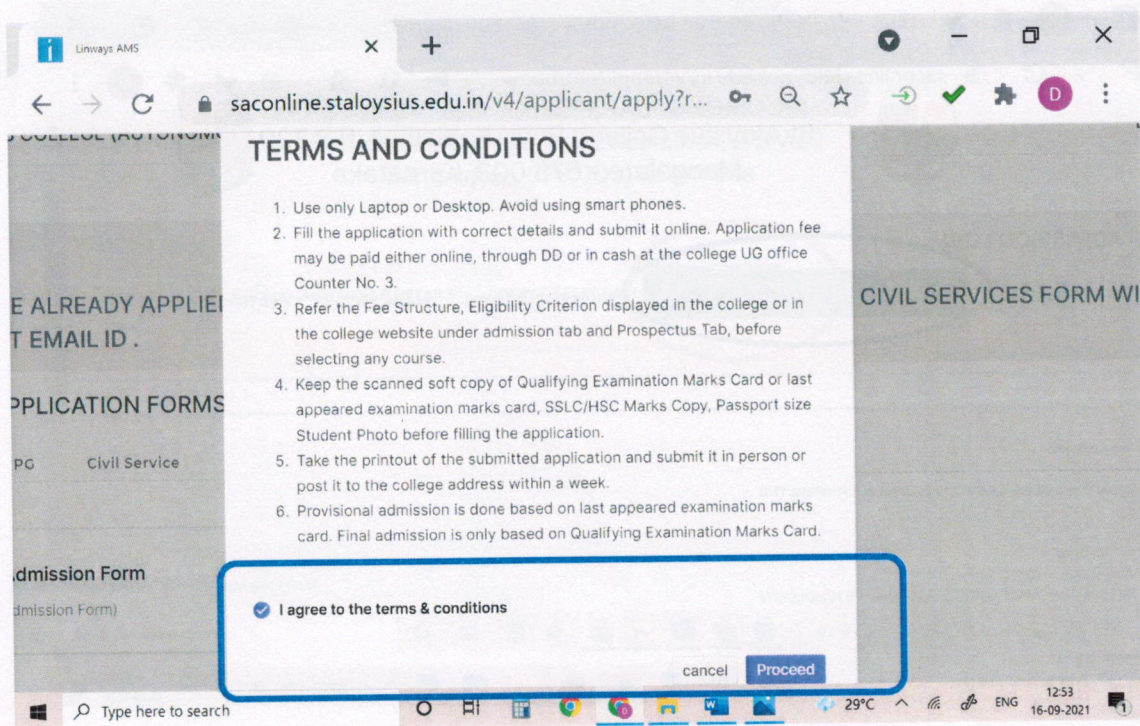 Linways AMS
saconline.staloysius.edu.in/v4/applicant/apply?r...
D
COLLEGE (AUTONOM
TERMS AND CONDITIONS
1. Use only Laptop or Desktop. Avoid using smart phones.
2. Fill the application with correct details and submit it online. Application fee
may be paid either online, through DD or in cash at the college UG office
Counter No. 3.
3. Refer the Fee Structure, Eligibility Criterion displayed in the college or in
the college website under admission tab and Prospectus Tab, before
selecting any course.
4. Keep the scanned soft copy of Qualifying Examination Marks Card or last
appeared examination marks card, SSLC/HSC Marks Copy, Passport size
Student Photo before filling the application.
5. Take the printout of the submitted application and submit it in person or
post it to the college address within a week.
6. Provisional admission is done based on last appeared examination marks
card. Final admission is only based on Qualifying Examination Marks Card.
E ALREADY APPLIE
CIVIL SERVICES FORM WI
T EMAIL ID .
PPLICATION FORMS
PG Civil Service
dmission Form
dmission Form)
I agree to the terms & conditions
cancel Proceed
Type here to search
29°C
ENG
12:53
16-09-2021
1